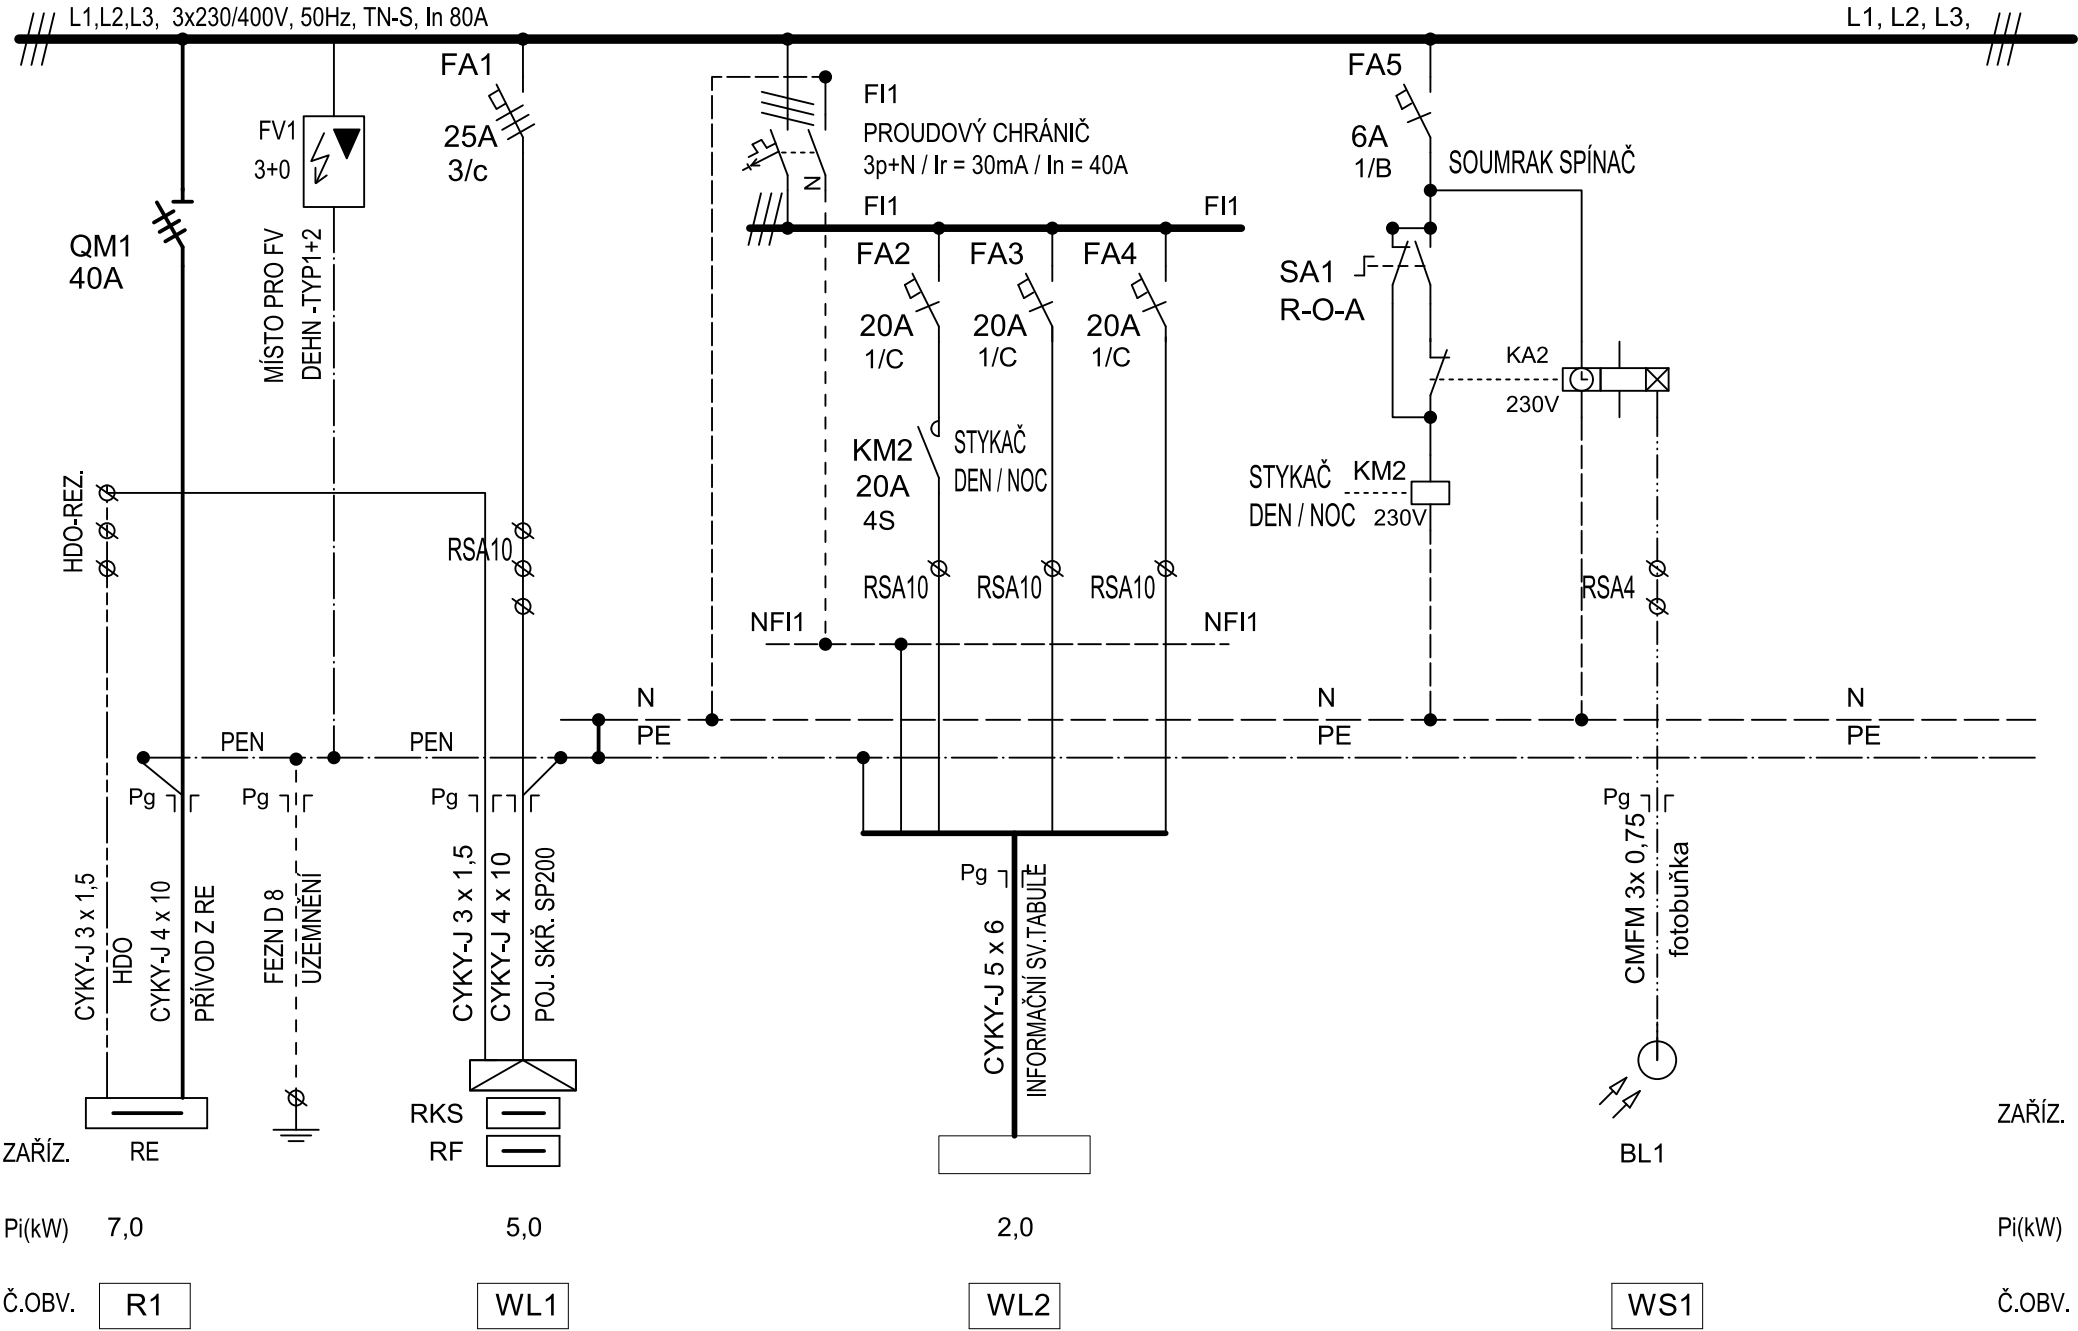 L1,L2,L3, 3x230/400V, 50Hz, TN-S, In 80A
L1, L2, L3,
FA1
25A
3/c
FV1
3+0
MÍSTO PRO FV
DEHN -TYP1+2
QM1
40A
FI1
PROUDOVÝ CHRÁNIČ
3p+N / Ir = 30mA / In = 40A
N
FI1
FI1
FA2
20A
1/C
FA3
20A
1/C
FA4
20A
1/C
FA5
6A
1/B
SOUMRAK SPÍNAČ
SA1
R-O-A
KA2
230V
KM2
20A
4S
STYKAČ
DEN / NOC
STYKAČ
DEN / NOC
KM2
230V
HDO-REZ.
RSA10
RSA10
RSA10
RSA10
RSA4
NFI1
NFI1
N
PE
N
PE
N
PE
PEN
PEN
Pg
Pg
Pg
Pg
Pg
CYKY-J 3 x 1,5
HDO
CYKY-J 4 x 10
PŘÍVOD Z RE
FEZN D 8
UZEMNĚNÍ
CYKY-J 3 x 1,5
CYKY-J 4 x 10
POJ. SKŘ. SP200
CYKY-J 5 x 6
INFORMAČNÍ SV.TABULE
CMFM 3x 0,75
fotobuňka
RKS
RF
ZAŘÍZ.
RE
BL1
ZAŘÍZ.
Pi(kW)
7,0
5,0
2,0
Pi(kW)
Č.OBV.
R1
WL1
WL2
WS1
Č.OBV.